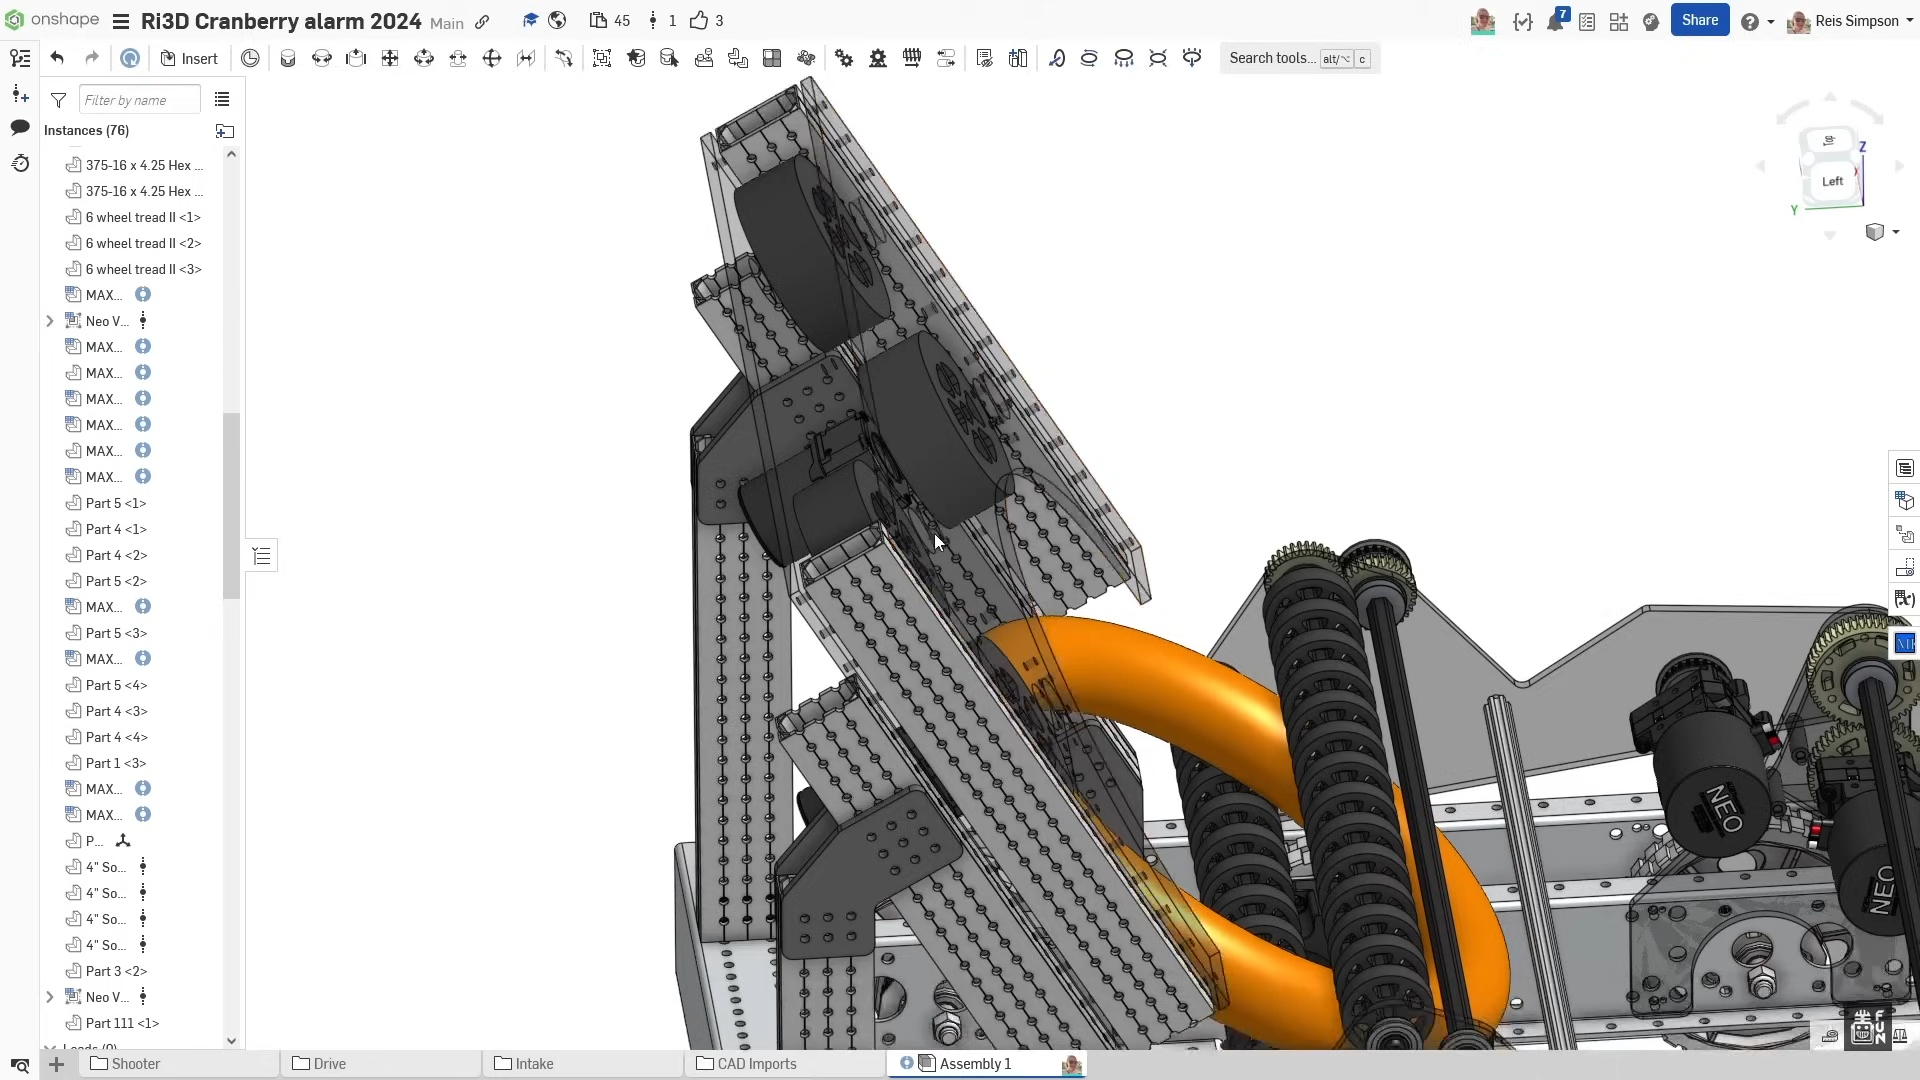 onshape Ri3D Cranberry alarm 2024 Main 45 1 3 7 Share Reis Simpson
Insert Search tools... alt/⌥ c
Filter by name
Instances (76)
375-16 x 4.25 Hex ...
375-16 x 4.25 Hex ...
6 wheel tread II <1>
6 wheel tread II <2>
6 wheel tread II <3>
MAX...
Neo V...
MAX...
MAX...
MAX...
MAX...
MAX...
MAX...
Part 5 <1>
Part 4 <1>
Part 4 <2>
Part 5 <2>
MAX...
Part 5 <3>
MAX...
Part 5 <4>
Part 4 <3>
Part 4 <4>
Part 1 <3>
MAX...
MAX...
P...
4" So...
4" So...
4" So...
4" So...
Part 3 <2>
Neo V...
Part 111 <1>
Loads (0)
Z
Left
Y
(x)
NEO
NEO
FUN
Shooter Drive Intake CAD Imports Assembly 1